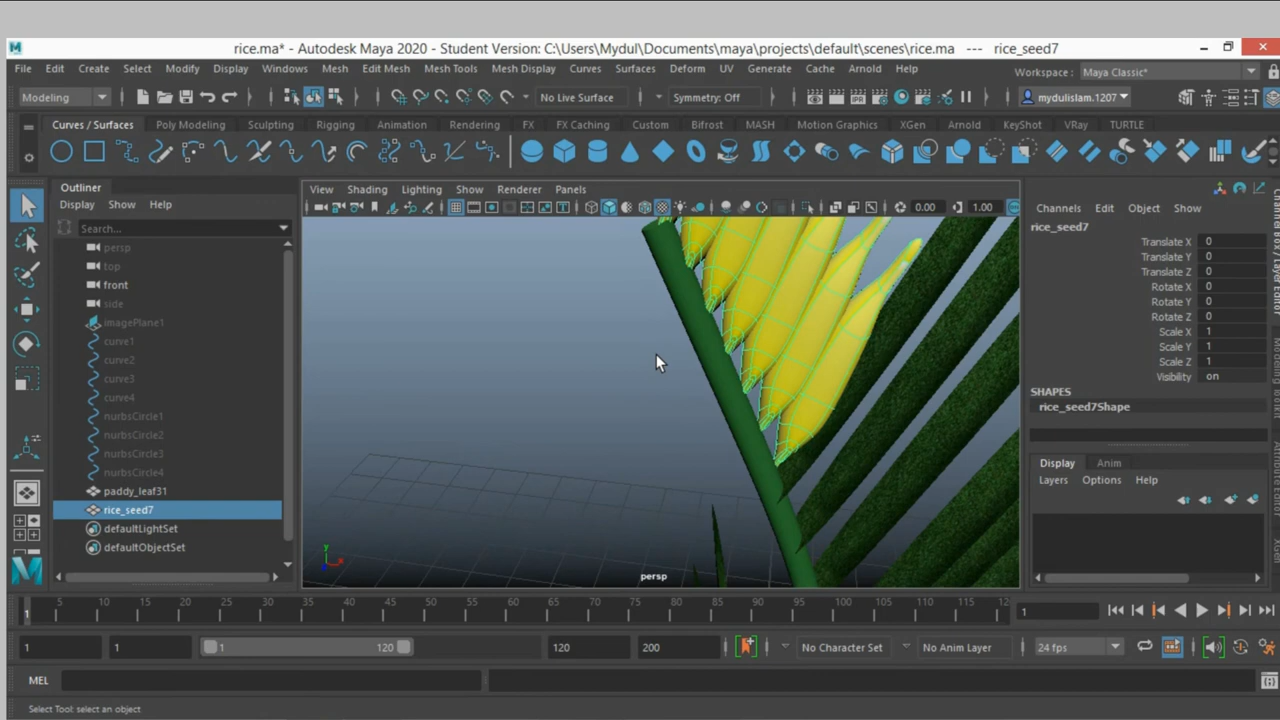 rice.ma* - Autodesk Maya 2020 - Student Version: C:\Users\Mydul\Documents\maya\projects\default\scenes\rice.ma --- rice_seed7
File Edit Create Select Modify Display Windows Mesh Edit Mesh Mesh Tools Mesh Display Curves Surfaces Deform UV Generate Cache Arnold Help Workspace : Maya Classic*
Modeling No Live Surface Symmetry: Off mydulislam.1207
Curves / Surfaces Poly Modeling Sculpting Rigging Animation Rendering FX FX Caching Custom Bifrost MASH Motion Graphics XGen Arnold KeyShot VRay TURTLE
Outliner
Display Show Help
Search...
persp
top
front
side
imagePlane1
curve1
curve2
curve3
curve4
nurbsCircle1
nurbsCircle2
nurbsCircle3
nurbsCircle4
paddy_leaf31
rice_seed7
defaultLightSet
defaultObjectSet
View Shading Lighting Show Renderer Panels
0.00 1.00
y
x
persp
Channels Edit Object Show
rice_seed7
Translate X 0
Translate Y 0
Translate Z 0
Rotate X 0
Rotate Y 0
Rotate Z 0
Scale X 1
Scale Y 1
Scale Z 1
Visibility on
SHAPES
rice_seed7Shape
Display Anim
Layers Options Help
Channel Box / Layer Editor
Modeling Toolkit
Attribute Editor
1 5 10 15 20 25 30 35 40 45 50 55 60 65 70 75 80 85 90 95 100 105 110 115 12
1
1 1 1 120 120 200 No Character Set No Anim Layer 24 fps
MEL
Select Tool: select an object